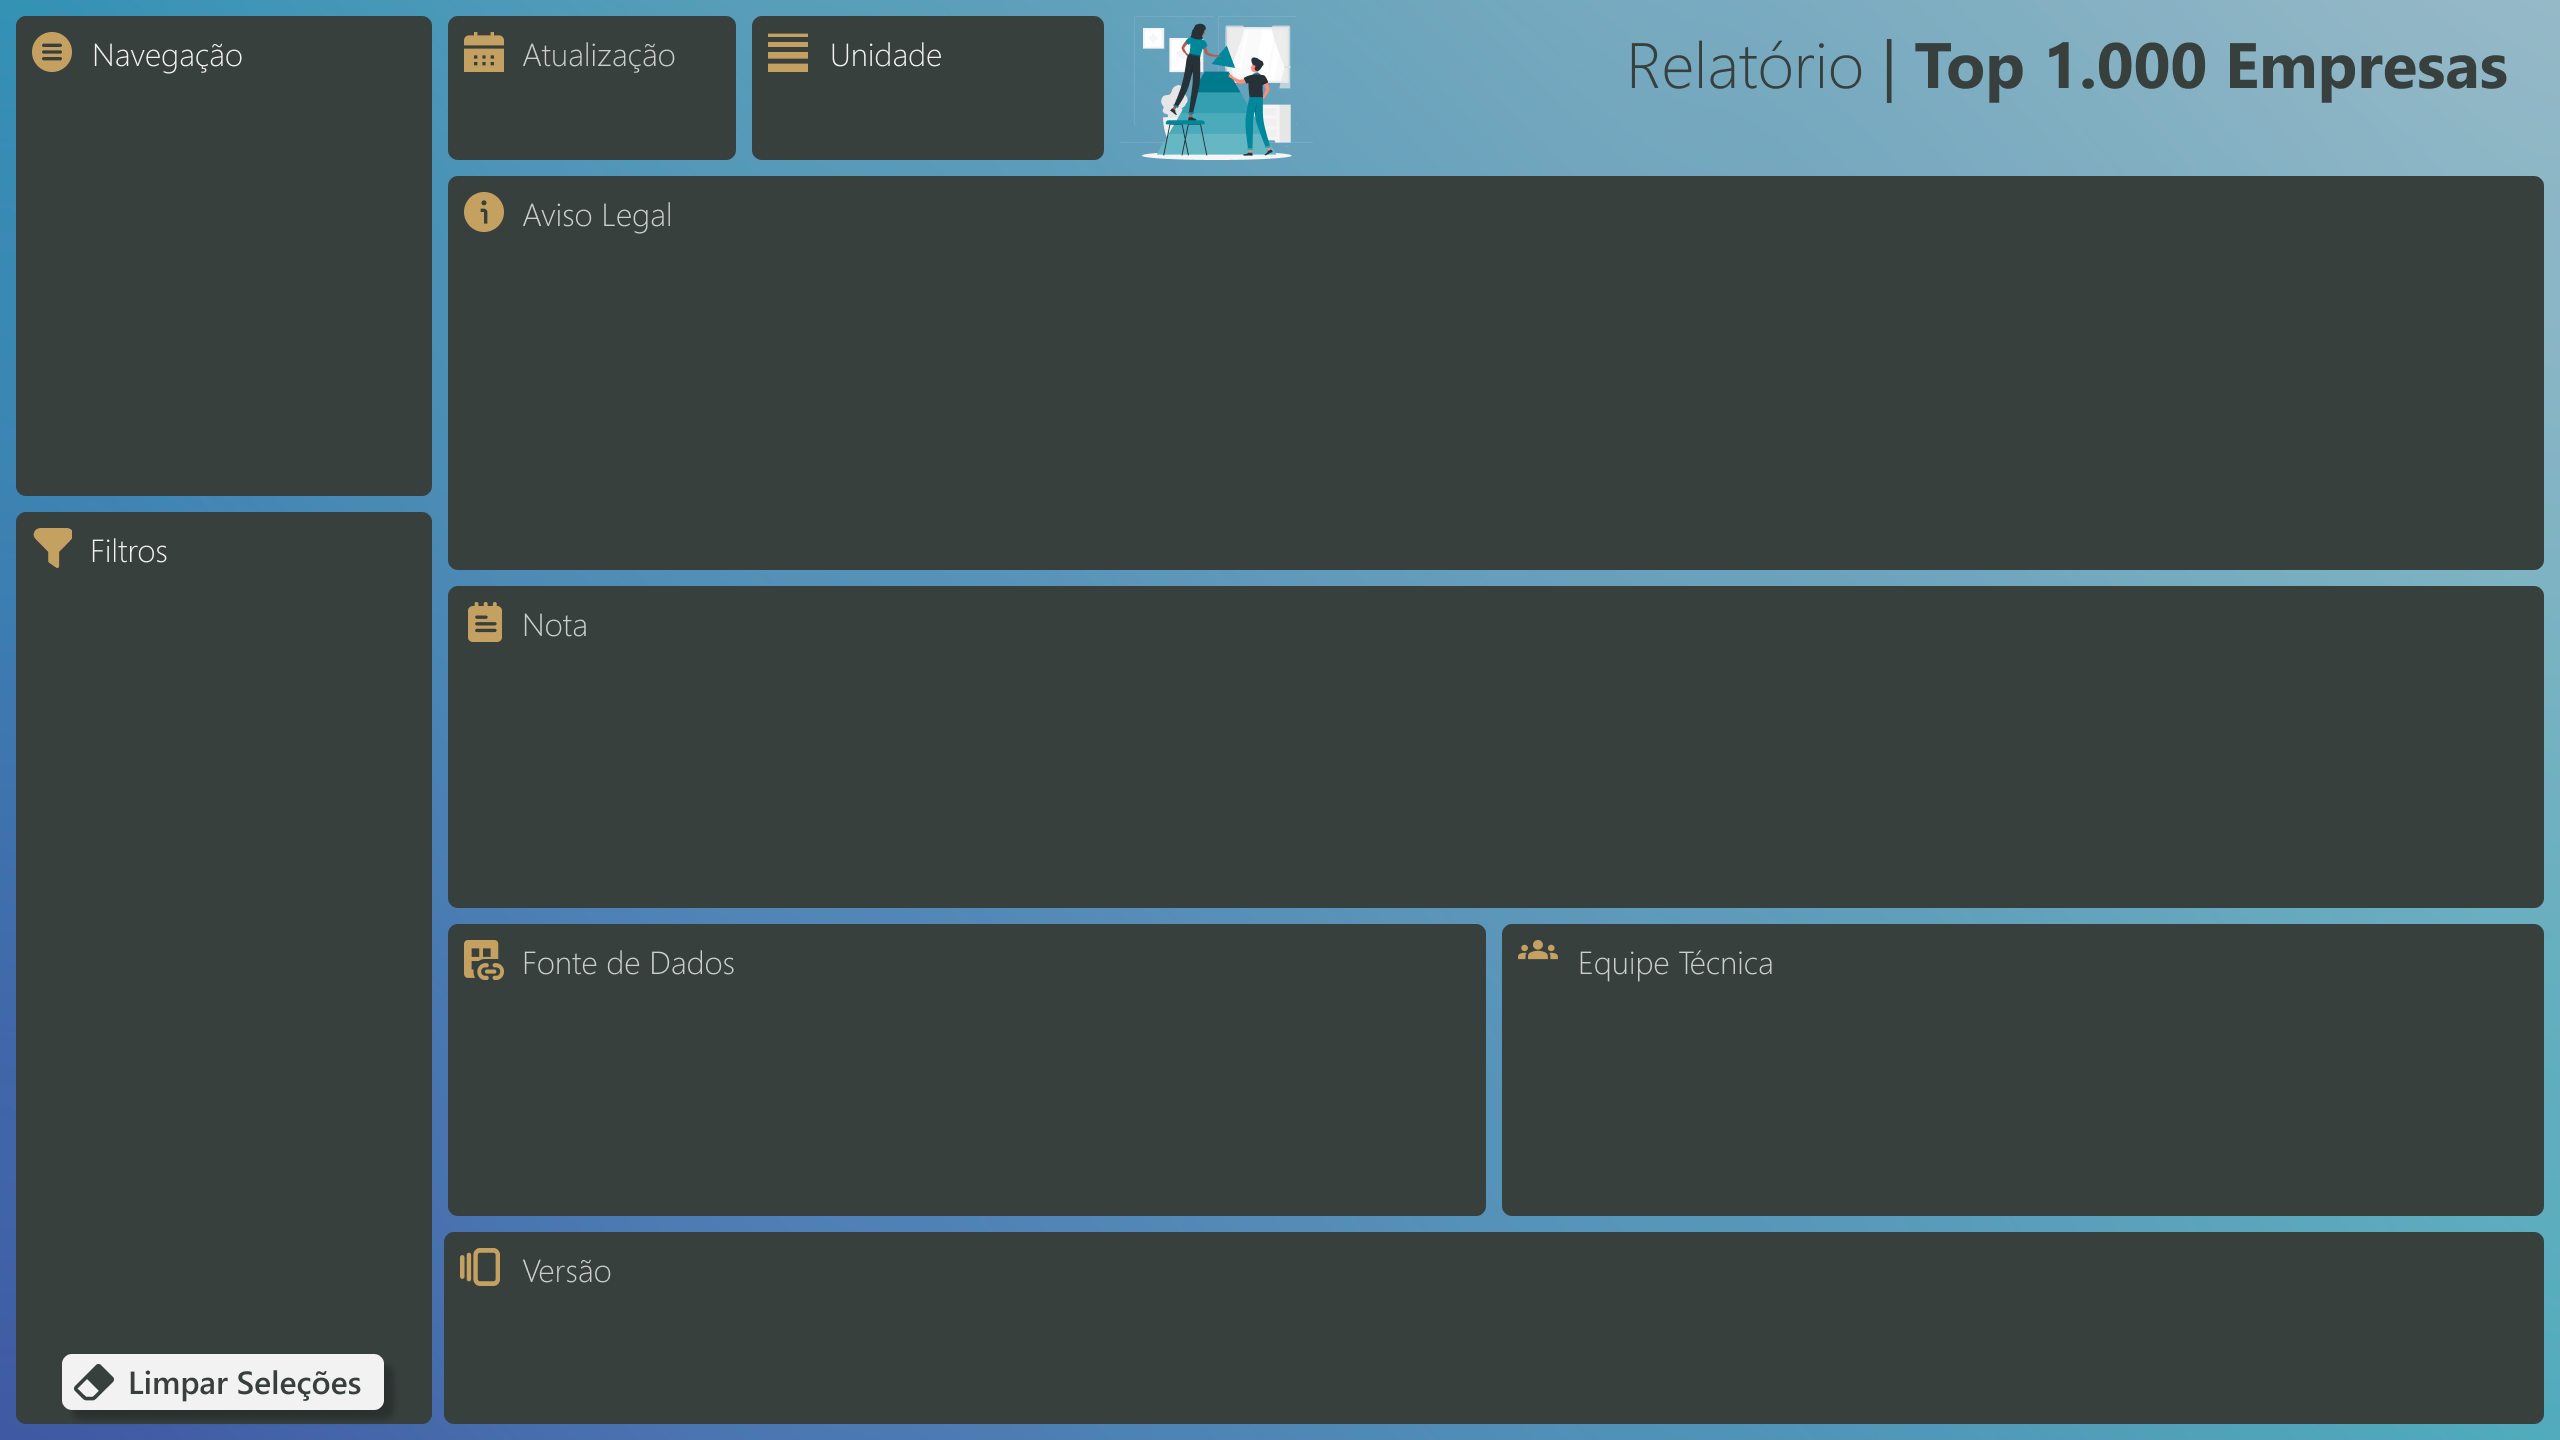 Navegação
Atualização
Unidade
Relatório | Top 1.000 Empresas
Aviso Legal
Filtros
Nota
Fonte de Dados
Equipe Técnica
Versão
Limpar Seleções